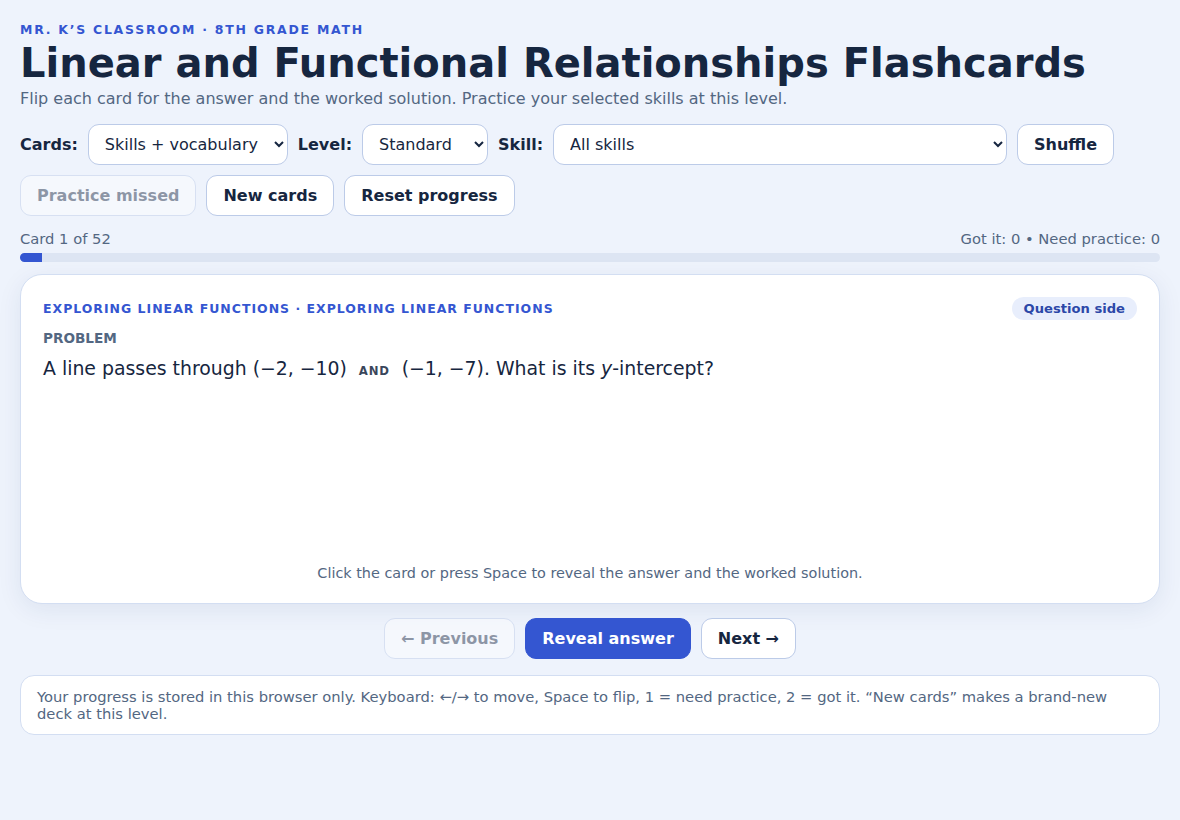 MR. K’S CLASSROOM · 8TH GRADE MATH
Linear and Functional Relationships Flashcards
Flip each card for the answer and the worked solution. Practice your selected skills at this level.
Cards: Skills + vocabulary Level: Standard Skill: All skills Shuffle
Practice missed New cards Reset progress
Card 1 of 52 Got it: 0 • Need practice: 0
EXPLORING LINEAR FUNCTIONS · EXPLORING LINEAR FUNCTIONS Question side
PROBLEM
A line passes through (−2, −10) AND (−1, −7). What is its y-intercept?
Click the card or press Space to reveal the answer and the worked solution.
← Previous Reveal answer Next →
Your progress is stored in this browser only. Keyboard: ←/→ to move, Space to flip, 1 = need practice, 2 = got it. “New cards” makes a brand-new
deck at this level.